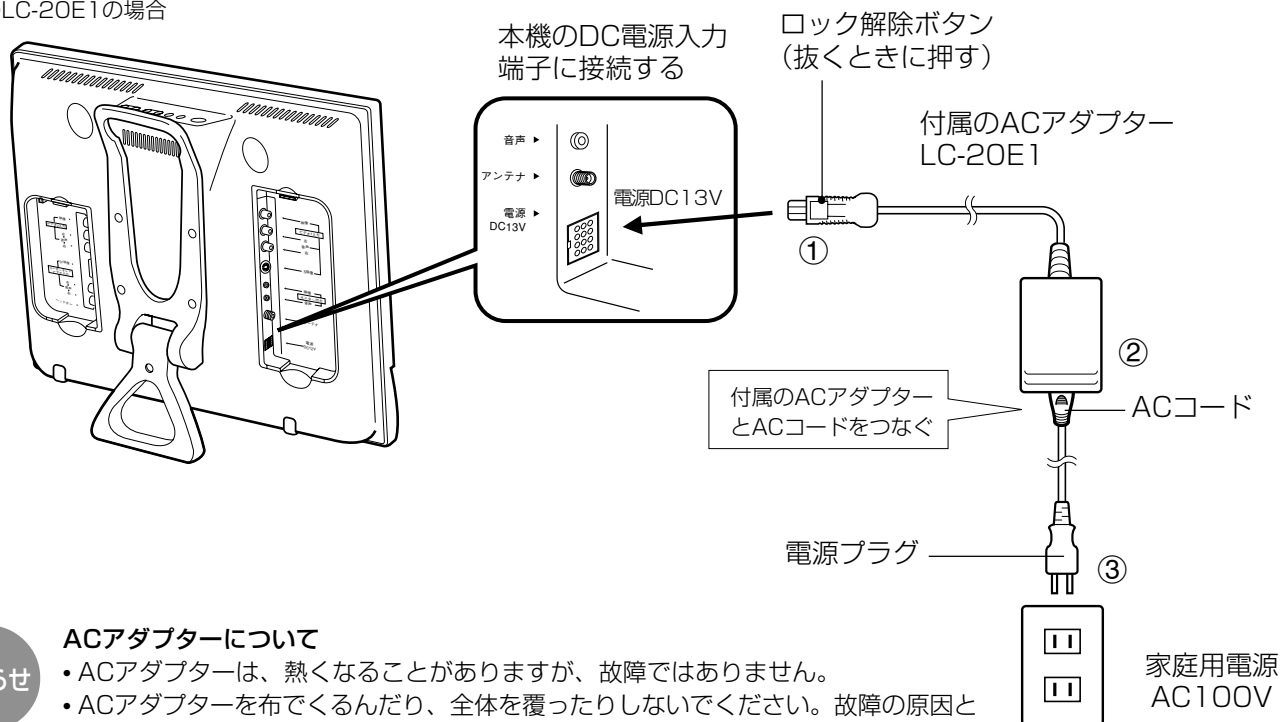 LC-20E1の場合
本機のDC電源入力
端子に接続する
ロック解除ボタン
(抜くときに押す)
付属のACアダプター
LC-20E1
音声 ▶
アンテナ ▶
電源 ▶
DC13V
電源DC13V
①
②
付属のACアダプター
とACコードをつなぐ
ACコード
電源プラグ
③
家庭用電源
AC100V
せ
ACアダプターについて
• ACアダプターは、熱くなることがありますが、故障ではありません。
• ACアダプターを布でくるんだり、全体を覆ったりしないでください。故障の原因と